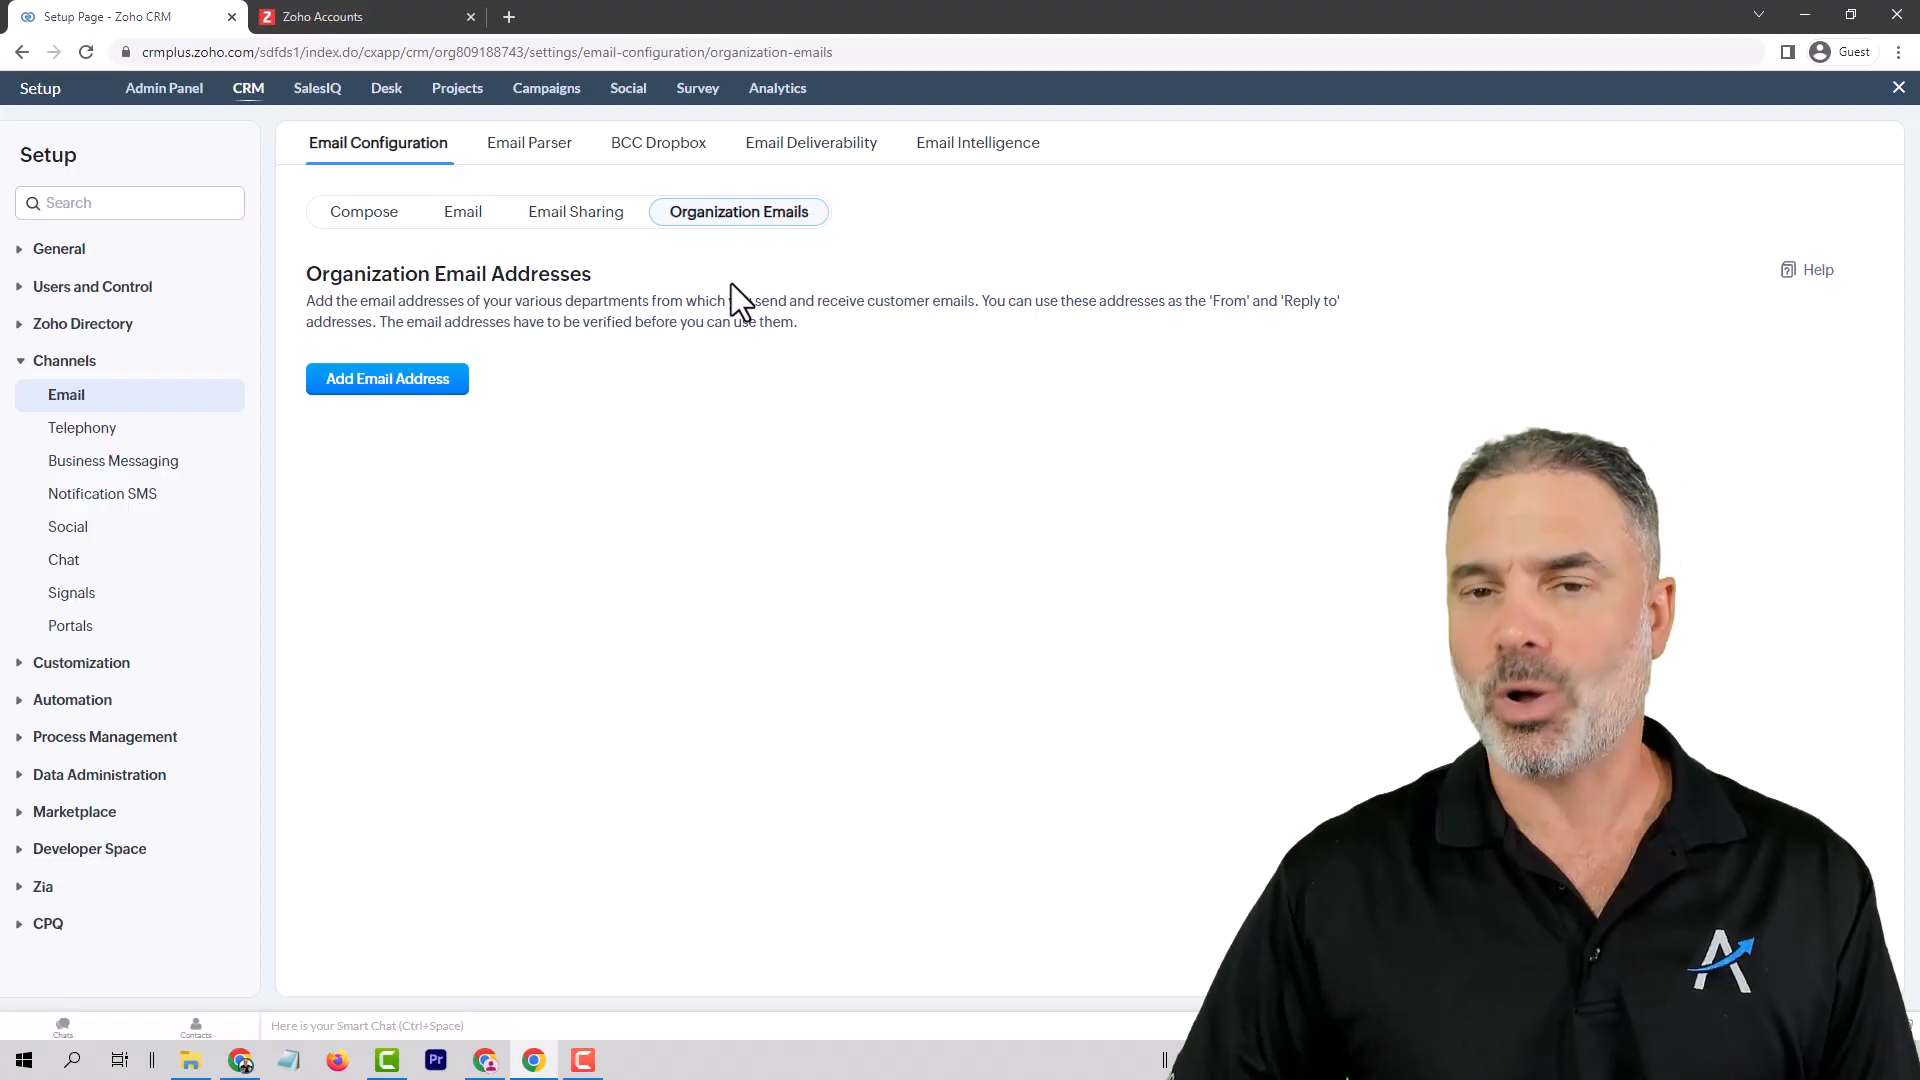 Setup Page - Zoho CRM
Zoho Accounts
crmplus.zoho.com/sdfds1/index.do/cxapp/crm/org809188743/settings/email-configuration/organization-emails
Guest
Setup
Admin Panel
CRM
SalesIQ
Desk
Projects
Campaigns
Social
Survey
Analytics
Setup
Search
General
Users and Control
Zoho Directory
Channels
Email
Telephony
Business Messaging
Notification SMS
Social
Chat
Signals
Portals
Customization
Automation
Process Management
Data Administration
Marketplace
Developer Space
Zia
CPQ
Email Configuration
Email Parser
BCC Dropbox
Email Deliverability
Email Intelligence
Compose
Email
Email Sharing
Organization Emails
Organization Email Addresses
Help
Add the email addresses of your various departments from which send and receive customer emails. You can use these addresses as the 'From' and 'Reply to'
addresses. The email addresses have to be verified before you can use them.
Add Email Address
Chats
Contacts
Here is your Smart Chat (Ctrl+Space)
Pr